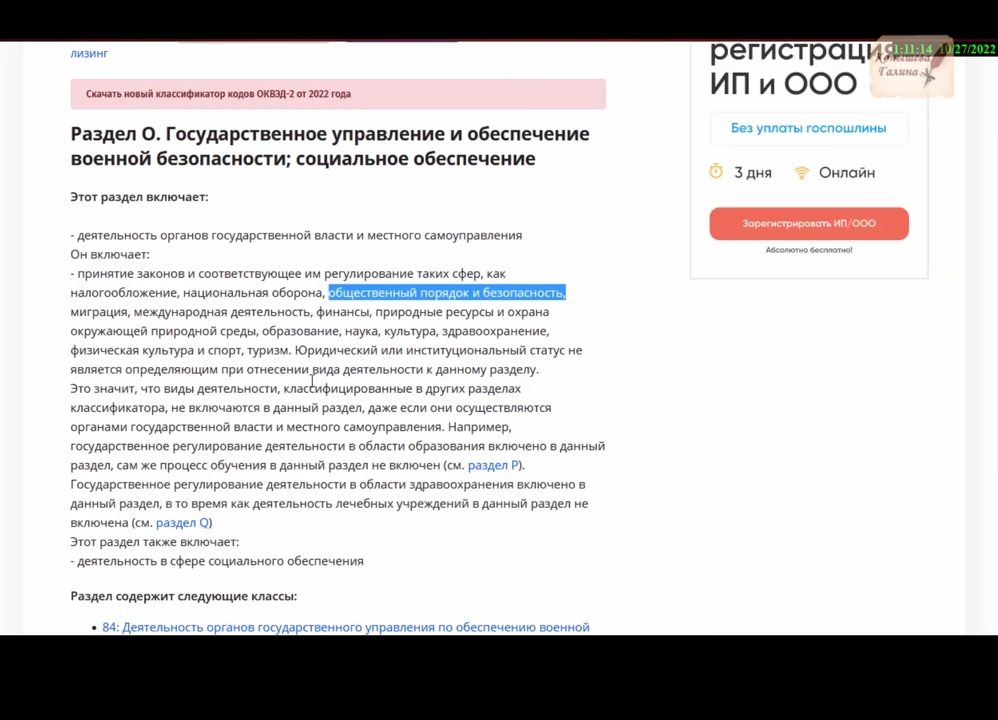 лизинг
Скачать новый классификатор кодов ОКВЭД-2 от 2022 года
Раздел O. Государственное управление и обеспечение
военной безопасности; социальное обеспечение
Этот раздел включает:
- деятельность органов государственной власти и местного самоуправления
Он включает:
- принятие законов и соответствующее им регулирование таких сфер, как
налогообложение, национальная оборона, общественный порядок и безопасность,
миграция, международная деятельность, финансы, природные ресурсы и охрана
окружающей природной среды, образование, наука, культура, здравоохранение,
физическая культура и спорт, туризм. Юридический или институциональный статус не
является определяющим при отнесении вида деятельности к данному разделу.
Это значит, что виды деятельности, классифицированные в других разделах
классификатора, не включаются в данный раздел, даже если они осуществляются
органами государственной власти и местного самоуправления. Например,
государственное регулирование деятельности в области образования включено в данный
раздел, сам же процесс обучения в данный раздел не включен (см. раздел P).
Государственное регулирование деятельности в области здравоохранения включено в
данный раздел, в то время как деятельность лечебных учреждений в данный раздел не
включена (см. раздел Q)
Этот раздел также включает:
- деятельность в сфере социального обеспечения
Раздел содержит следующие классы:
• 84: Деятельность органов государственного управления по обеспечению военной
регистрация
ИП и ООО
Без уплаты госпошлины
3 дня Онлайн
Зарегистрировать ИП/ООО
Абсолютно бесплатно!
1:11:14 10/27/2022
Галина